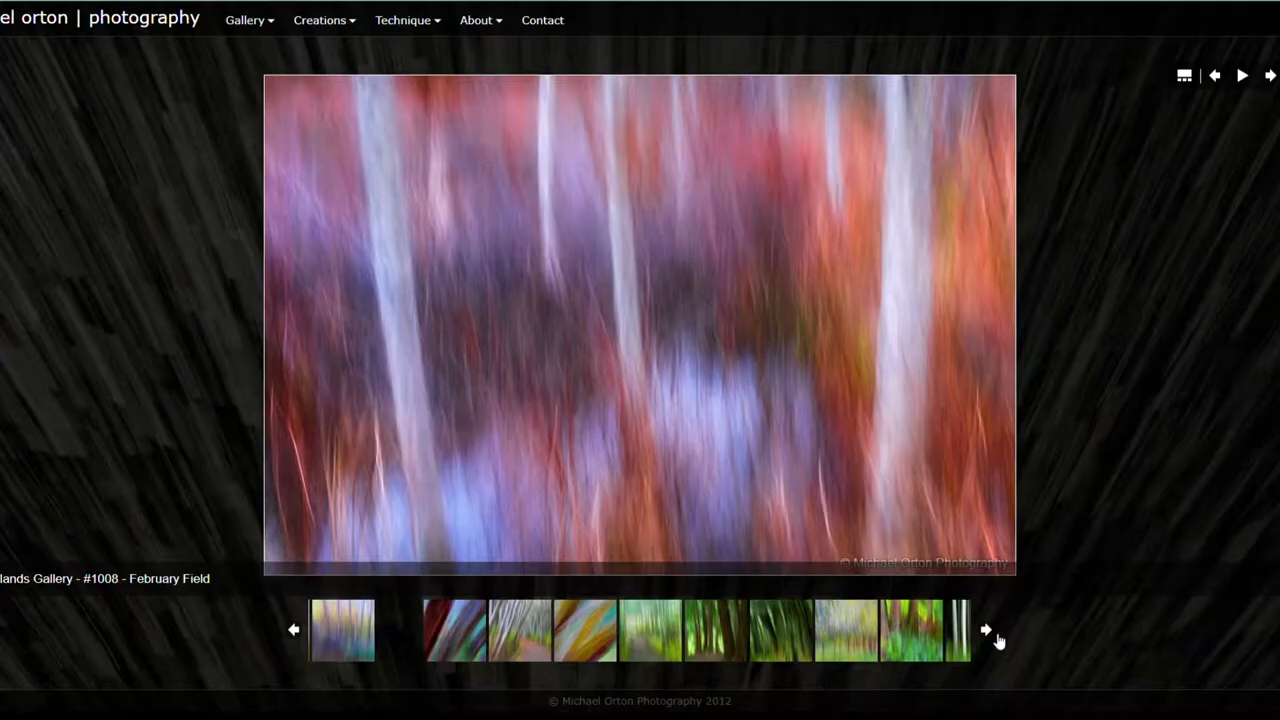 el orton | photography
Gallery Creations Technique About Contact
© Michael Orton Photography
lands Gallery - #1008 - February Field
© Michael Orton Photography 2012